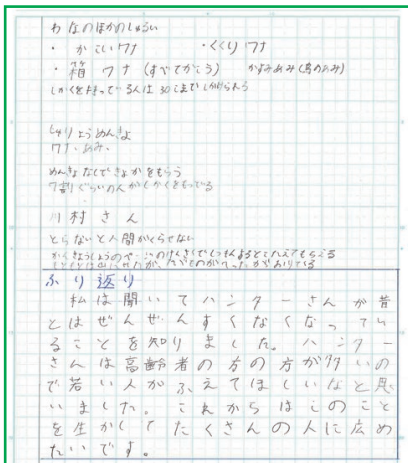 わなのほかのしゅるい
・かこいワナ ・くくりワナ
・箱ワナ(すべてがこう) かすみあみ(鳥のあみ)
しかくを持っている人は30こまでしかけられる
しゅりょうめんきょ
ワナ・あみ・
めんきょなしできょかをもらう
7割ぐらいの人がしかくをもっている
川村さん
とらないと人間がくらせない
ふり返り
私は聞いてハンターさんが昔
とはぜんぜんすくなくなってい
ることを知りました。ハンター
さんは高齢者の方の方が多いの
で若い人がふえてほしいなと思
いました。これからはこのこと
を生かしてたくさんの人に広め
たいです。